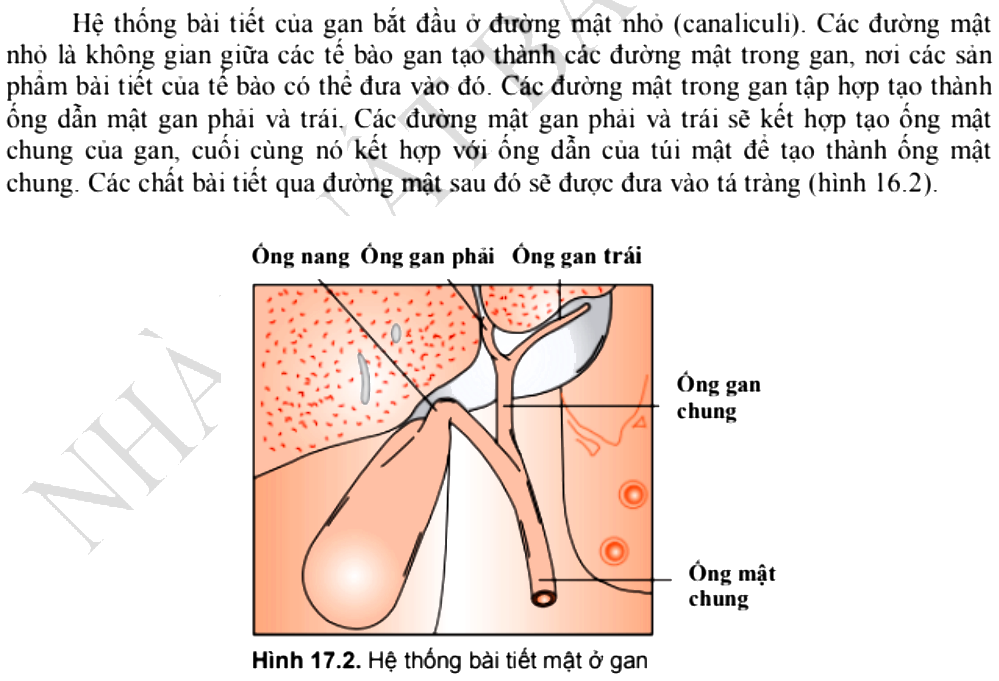 Hệ thống bài tiết của gan bắt đầu ở đường mật nhỏ (canaliculi). Các đường mật
nhỏ là không gian giữa các tế bào gan tạo thành các đường mật trong gan, nơi các sản
phẩm bài tiết của tế bào có thể đưa vào đó. Các đường mật trong gan tập hợp tạo thành
ống dẫn mật gan phải và trái. Các đường mật gan phải và trái sẽ kết hợp tạo ống mật
chung của gan, cuối cùng nó kết hợp với ống dẫn của túi mật để tạo thành ống mật
chung. Các chất bài tiết qua đường mật sau đó sẽ được đưa vào tá tràng (hình 16.2).
Ống nang Ống gan phải Ống gan trái
Ống gan
chung
Ống mật
chung
Hình 17.2. Hệ thống bài tiết mật ở gan
NHÀ